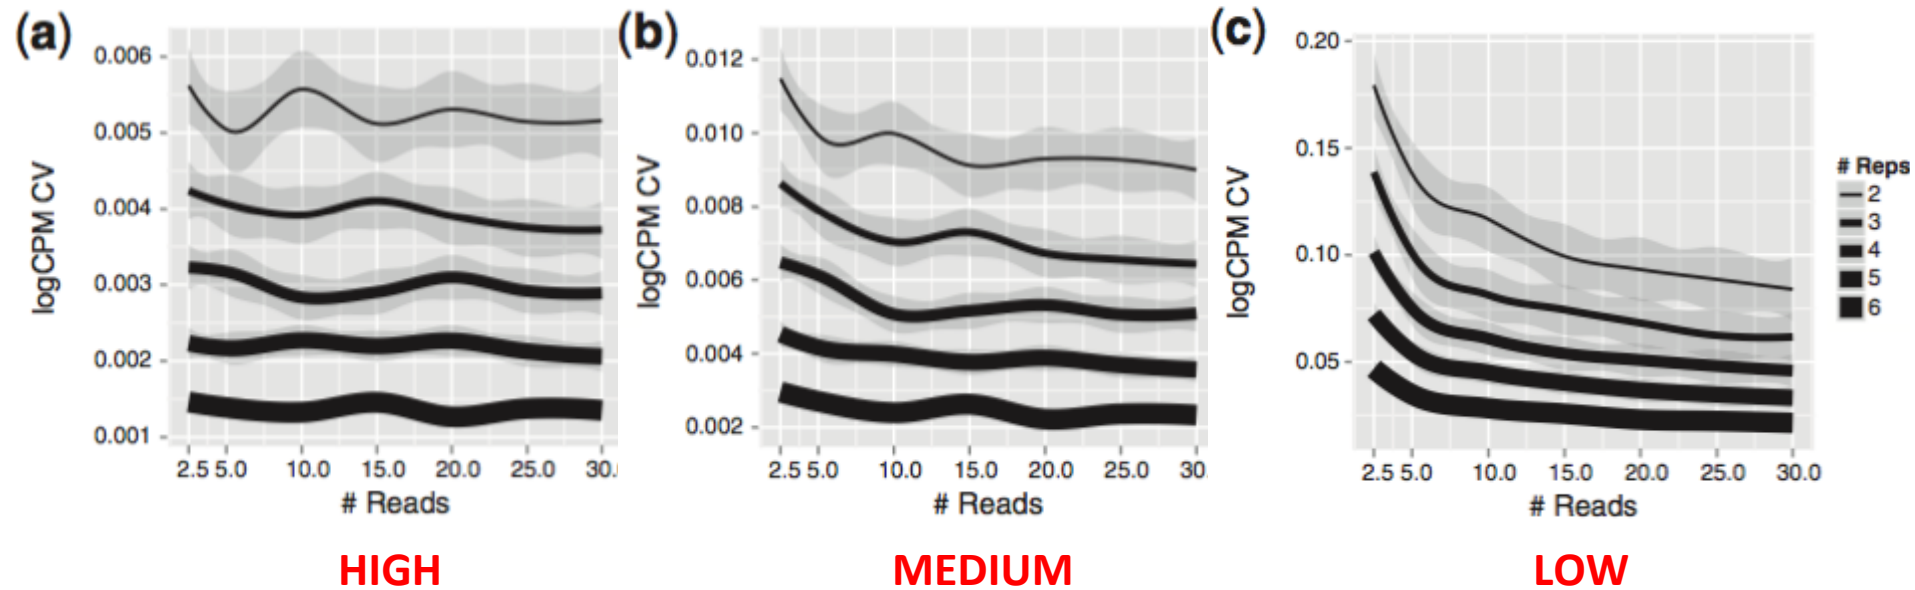 (a)
logCPM CV
0.006
0.005
0.004
0.003
0.002
0.001
2.5 5.0 10.0 15.0 20.0 25.0 30.
# Reads
HIGH
(b)
logCPM CV
0.012
0.010
0.008
0.006
0.004
0.002
2.5 5.0 10.0 15.0 20.0 25.0 30.
# Reads
MEDIUM
(c)
logCPM CV
0.20
0.15
0.10
0.05
2.5 5.0 10.0 15.0 20.0 25.0 30.0
# Reads
LOW
# Reps
2
3
4
5
6